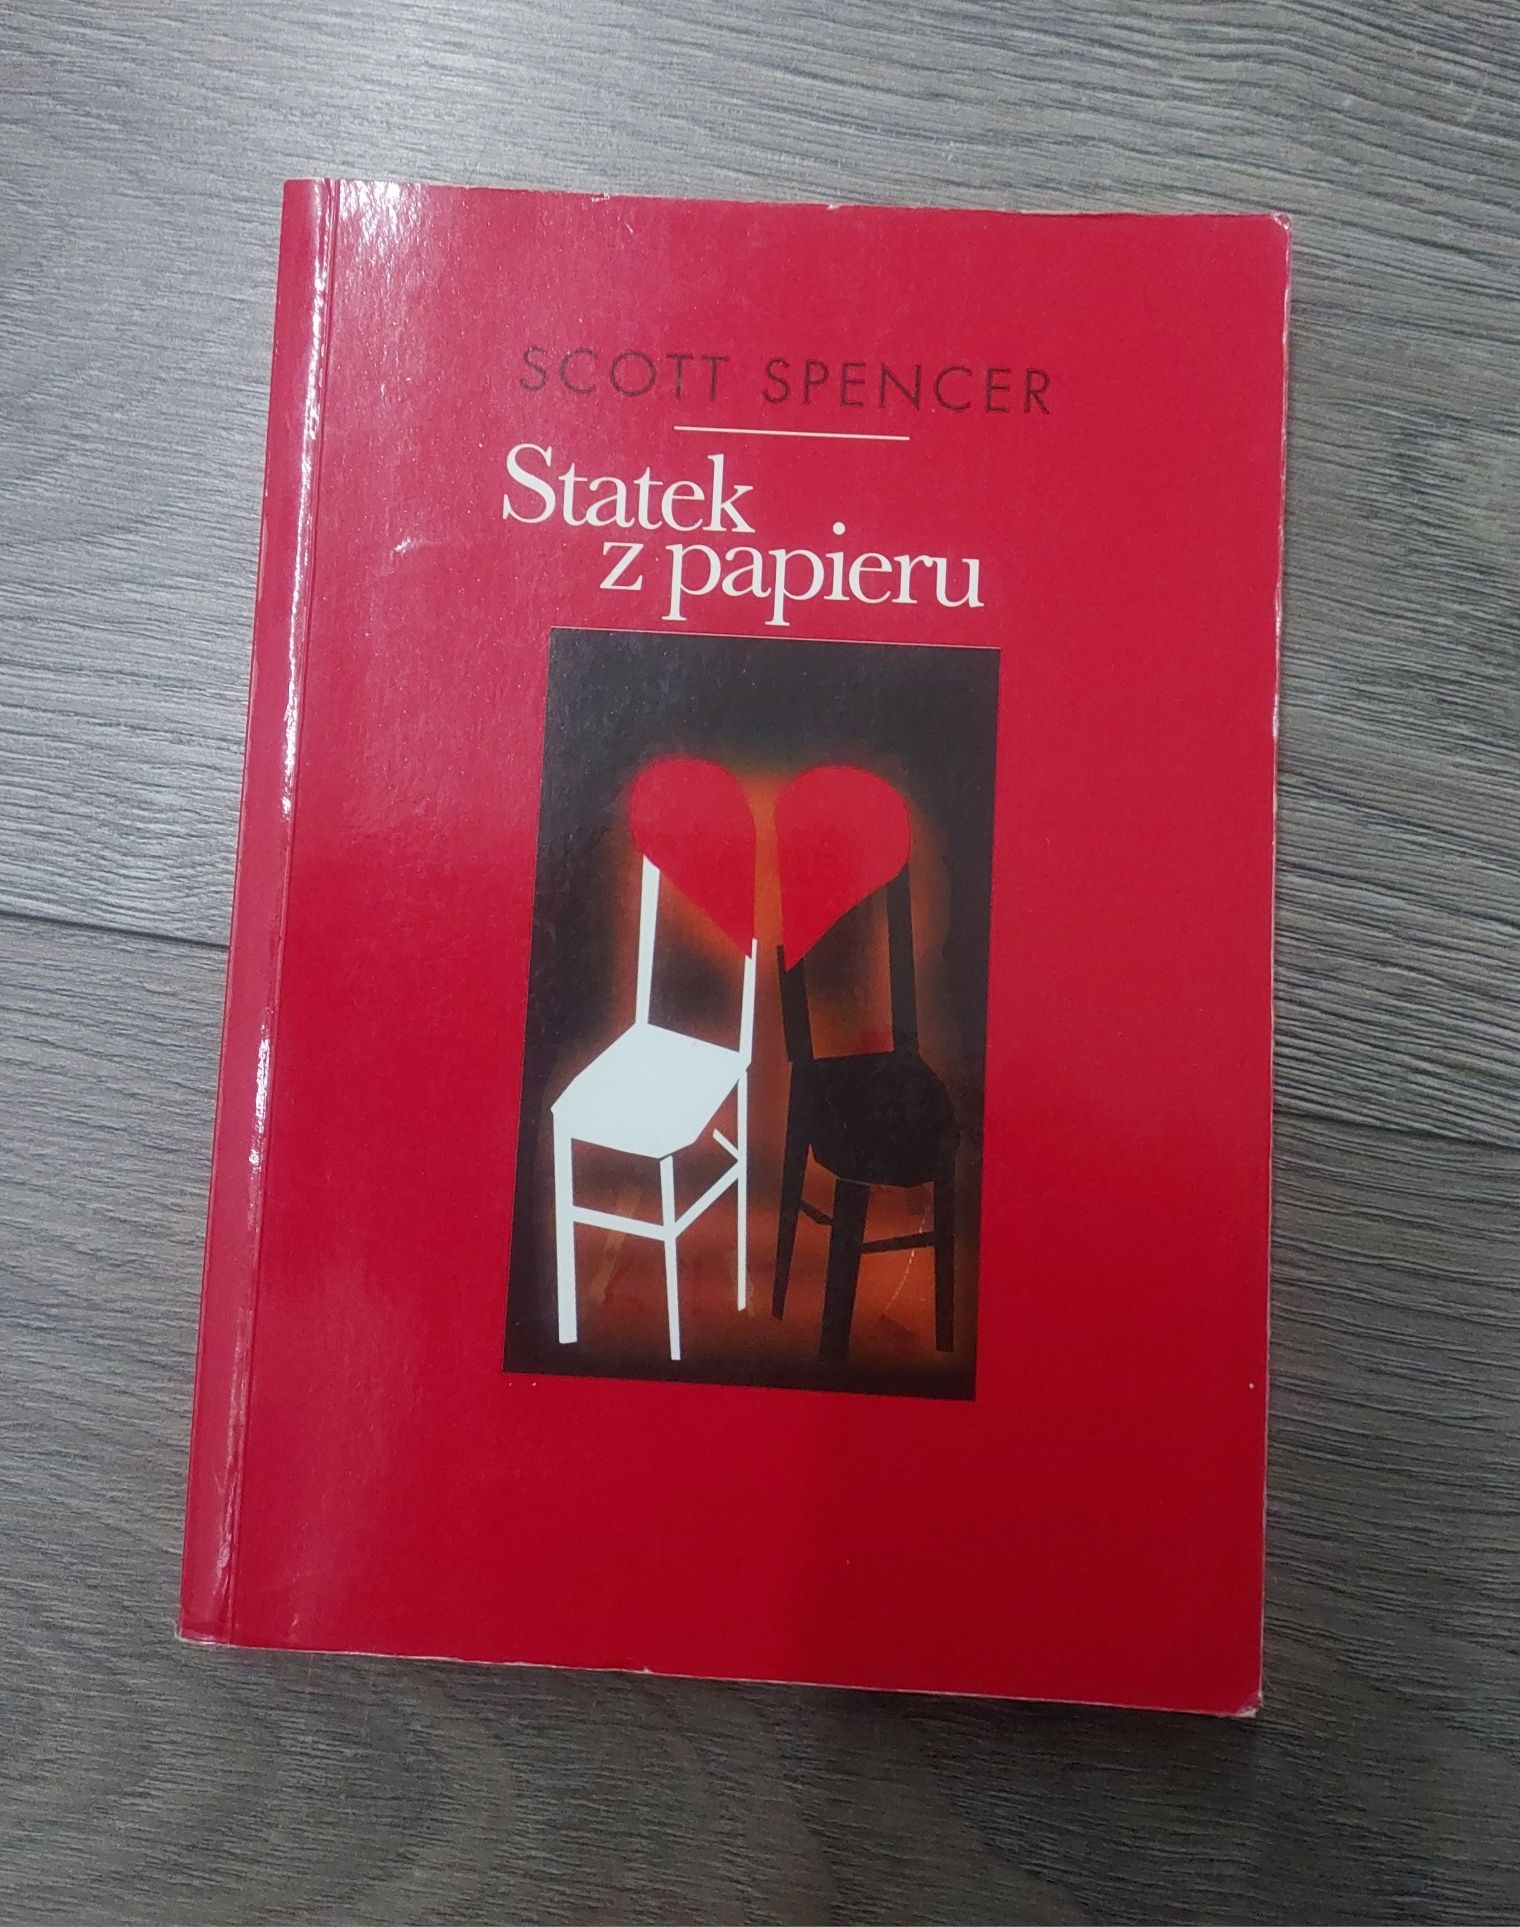 SCOTT SPENCER
Statek
z papieru